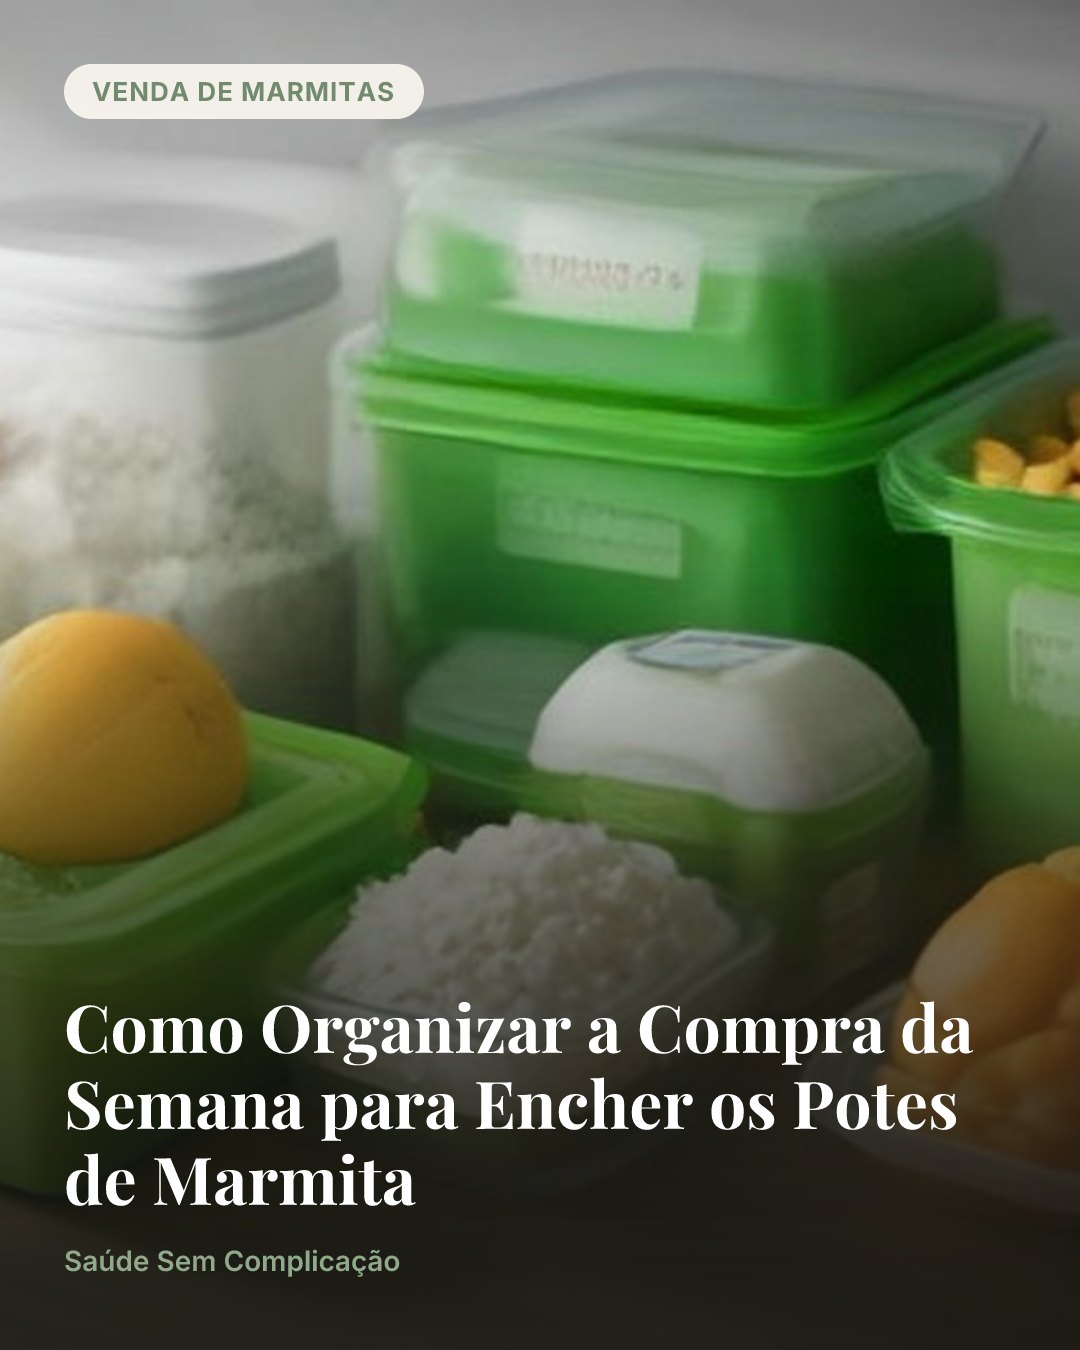 VENDA DE MARMITAS
Como Organizar a Compra da
Semana para Encher os Potes
de Marmita
Saúde Sem Complicação